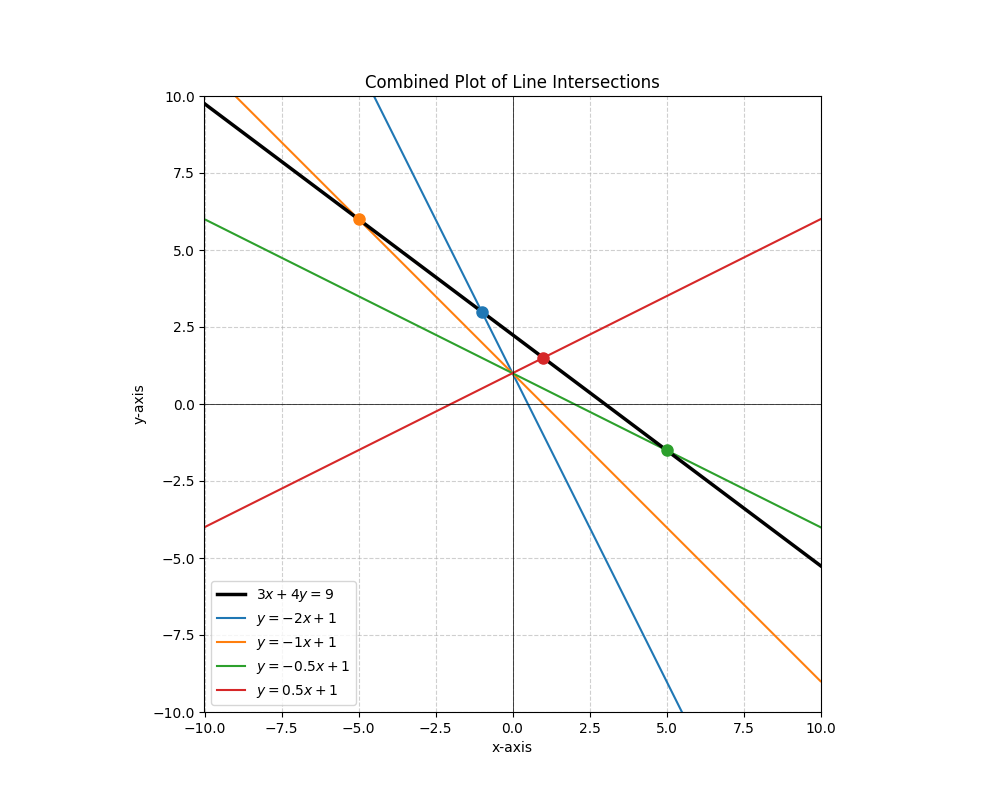 Combined Plot of Line Intersections
10.0
7.5
5.0
2.5
0.0
−2.5
−5.0
−7.5
−10.0
y-axis
3x + 4y = 9
y = −2x + 1
y = −1x + 1
y = −0.5x + 1
y = 0.5x + 1
−10.0 −7.5 −5.0 −2.5 0.0 2.5 5.0 7.5 10.0
x-axis